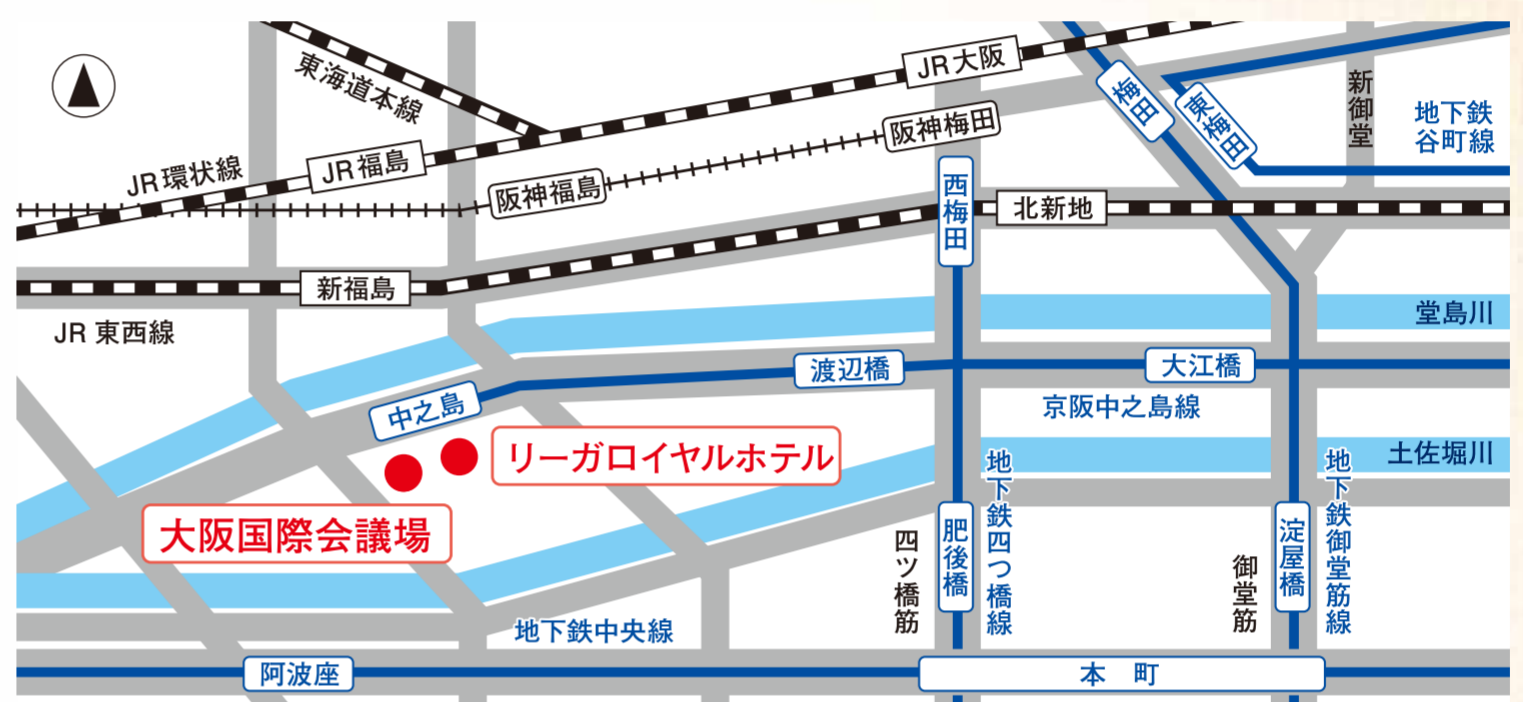 東海道本線
JR大阪
梅田
東梅田
新御堂
地下鉄
谷町線
阪神梅田
JR環状線
JR福島
阪神福島
西梅田
北新地
新福島
JR 東西線
堂島川
渡辺橋
大江橋
中之島
京阪中之島線
リーガロイヤルホテル
土佐堀川
大阪国際会議場
四ツ橋筋
肥後橋
地下鉄四つ橋線
御堂筋
淀屋橋
地下鉄御堂筋線
地下鉄中央線
阿波座
本 町